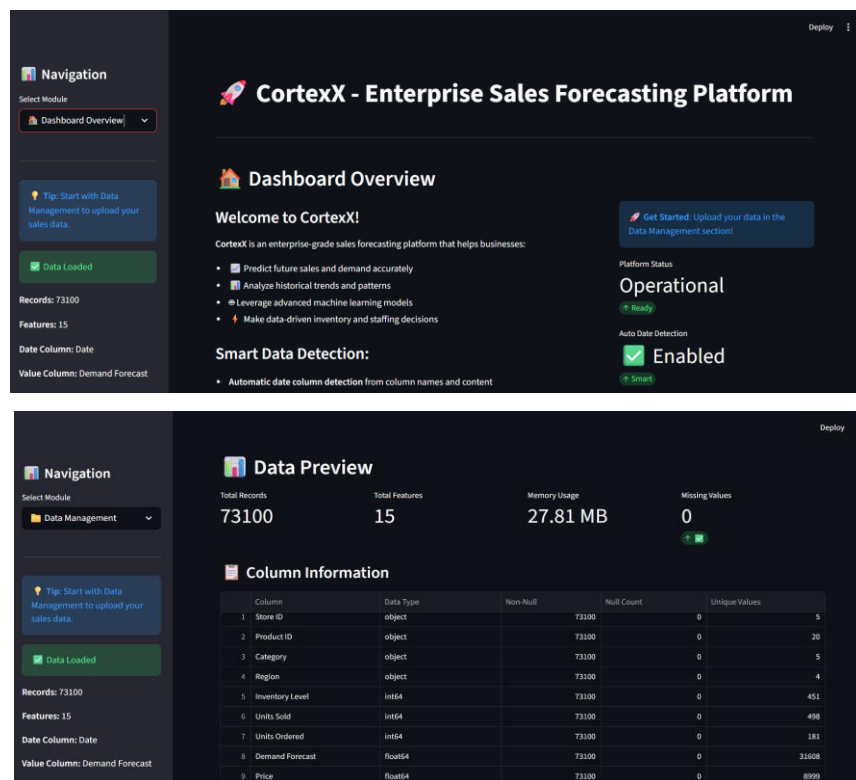 Deploy
Navigation
Select Module
Dashboard Overview
Tip: Start with Data
Management to upload your
sales data.
Data Loaded
Records: 73100
Features: 15
Date Column: Date
Value Column: Demand Forecast
CortexX - Enterprise Sales Forecasting Platform
Dashboard Overview
Welcome to CortexX!
CortexX is an enterprise-grade sales forecasting platform that helps businesses:
• Predict future sales and demand accurately
• Analyze historical trends and patterns
• Leverage advanced machine learning models
• Make data-driven inventory and staffing decisions
Smart Data Detection:
• Automatic date column detection from column names and content
Get Started: Upload your data in the
Data Management section!
Platform Status
Operational
↑ Ready
Auto Date Detection
✅ Enabled
↑ Smart
Deploy
Navigation
Select Module
Data Management
Tip: Start with Data
Management to upload your
sales data.
Data Loaded
Records: 73100
Features: 15
Date Column: Date
Value Column: Demand Forecast
Data Preview
Total Records Total Features Memory Usage Missing Values
73100 15 27.81 MB 0
↑ ✅
Column Information
Column Data Type Non-Null Null Count Unique Values
1 Store ID object 73100 0 5
2 Product ID object 73100 0 20
3 Category object 73100 0 5
4 Region object 73100 0 4
5 Inventory Level int64 73100 0 451
6 Units Sold int64 73100 0 498
7 Units Ordered int64 73100 0 181
8 Demand Forecast float64 73100 0 31608
9 Price float64 73100 0 8999